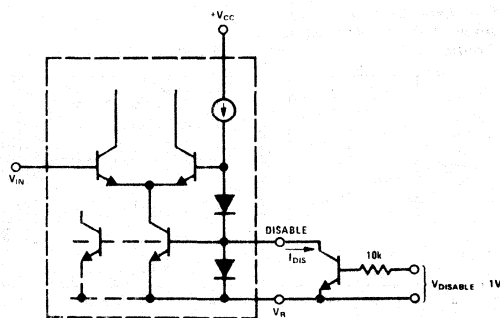 +VCC
VIN
DISABLE
IDIS
10k
VDISABLE · 1V
VR